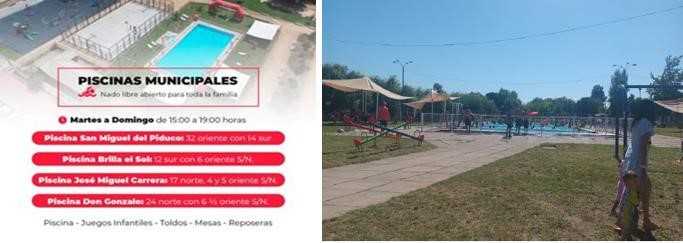 PISCINAS MUNICIPALES
Nado libre abierto para toda la familia
Martes a Domingo de 15:00 a 19:00 horas
Piscina San Miguel del Piduco: 32 oriente con 14 sur
Piscina Brilla el Sol: 12 sur con 6 oriente S/N.
Piscina José Miguel Carrera: 17 norte, 4 y 5 oriente S/N.
Piscina Don Gonzalo: 24 norte con 6 ½ oriente S/N.
Piscina - Juegos Infantiles - Toldos - Mesas - Reposeras